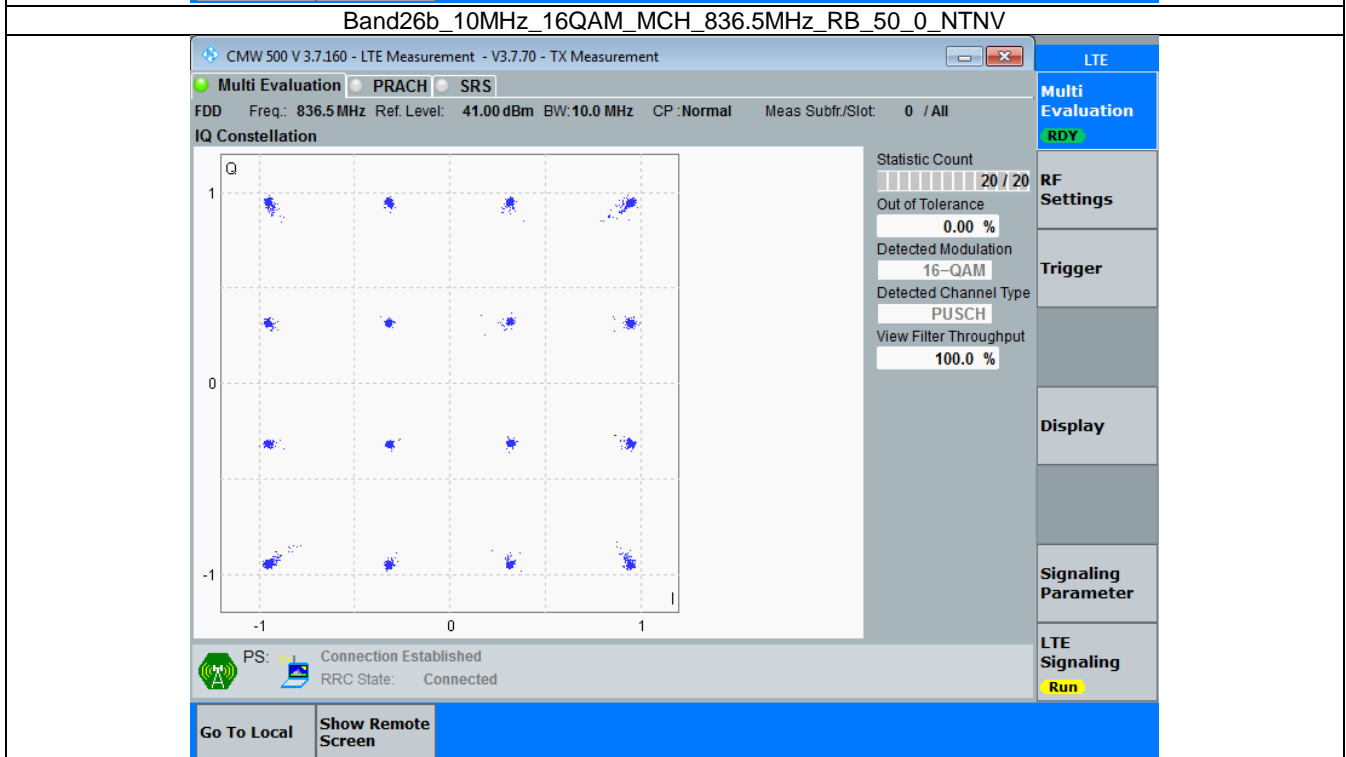 Band26b_10MHz_16QAM_MCH_836.5MHz_RB_50_0_NTNV
CMW 500 V 3.7.160 - LTE Measurement - V3.7.70 - TX Measurement
LTE
Multi Evaluation PRACH SRS
Multi
Evaluation
RDY
FDD Freq.: 836.5 MHz Ref. Level: 41.00 dBm BW: 10.0 MHz CP : Normal Meas Subfr./Slot: 0 / All
IQ Constellation
Q
1
0
-1
-1
0
1
I
Statistic Count
20 / 20
Out of Tolerance
0.00 %
Detected Modulation
16-QAM
Detected Channel Type
PUSCH
View Filter Throughput
100.0 %
RF
Settings
Trigger
Display
Signaling
Parameter
LTE
Signaling
Run
PS:
Connection Established
RRC State: Connected
Go To Local
Show Remote
Screen